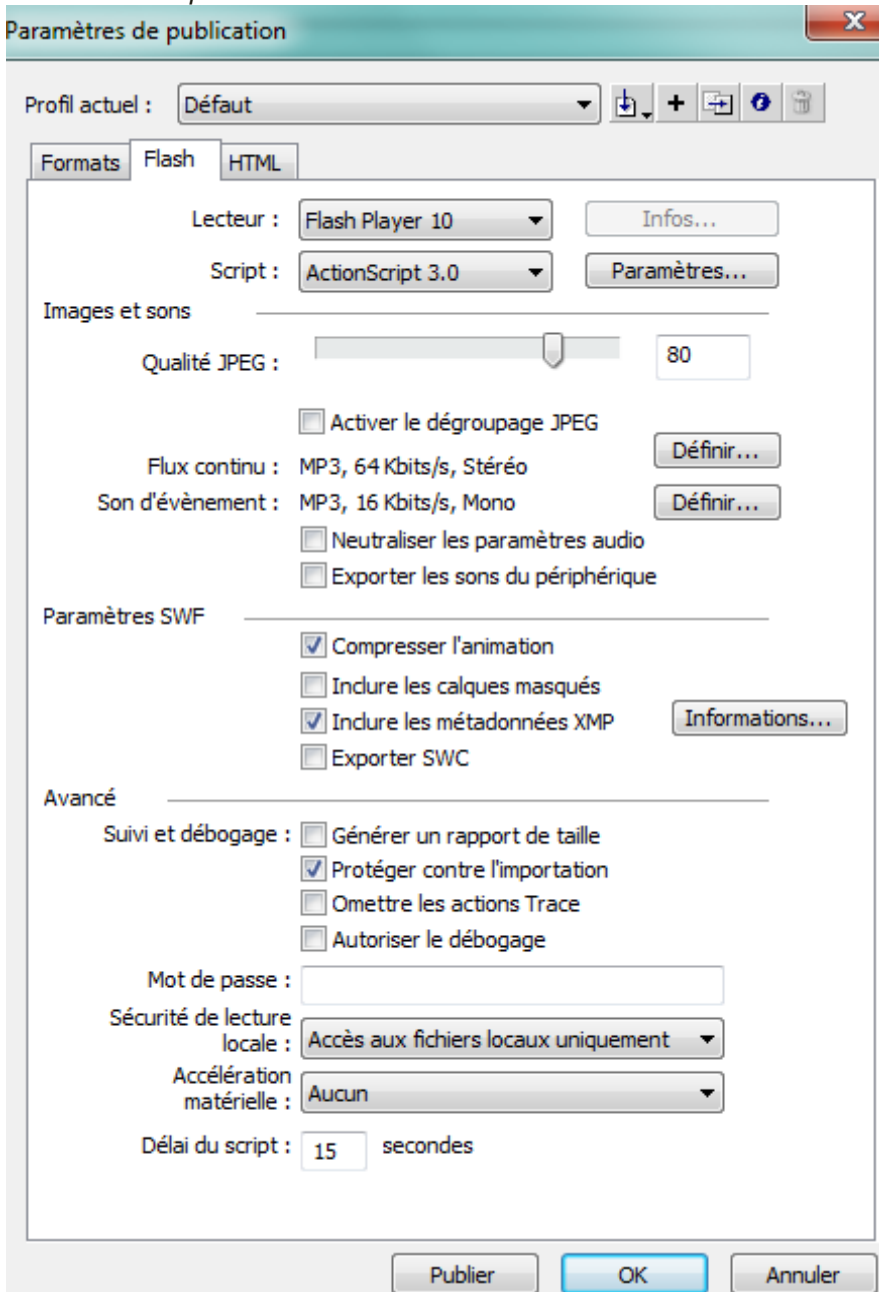 Paramètres de publication
Profil actuel : Défaut
Formats Flash HTML
Lecteur : Flash Player 10 Infos...
Script : ActionScript 3.0 Paramètres...
Images et sons
Qualité JPEG : 80
Activer le dégroupage JPEG
Flux continu : MP3, 64 Kbits/s, Stéréo Définir...
Son d'évènement : MP3, 16 Kbits/s, Mono Définir...
Neutraliser les paramètres audio
Exporter les sons du périphérique
Paramètres SWF
Compresser l'animation
Inclure les calques masqués
Inclure les métadonnées XMP Informations...
Exporter SWC
Avancé
Suivi et débogage : Générer un rapport de taille
Protéger contre l'importation
Omettre les actions Trace
Autoriser le débogage
Mot de passe :
Sécurité de lecture
locale : Accès aux fichiers locaux uniquement
Accélération
matérielle : Aucun
Délai du script : 15 secondes
Publier OK Annuler